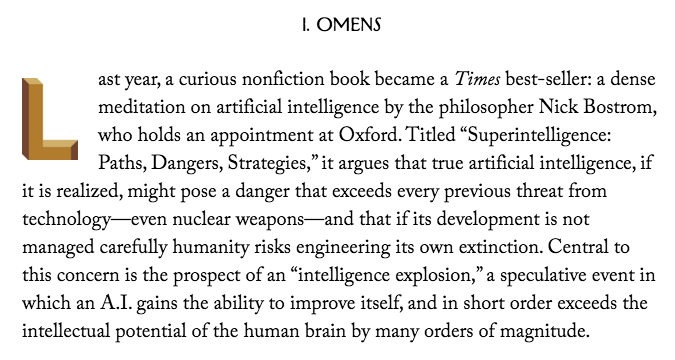 I. OMENS
Last year, a curious nonfiction book became a Times best-seller: a dense
meditation on artificial intelligence by the philosopher Nick Bostrom,
who holds an appointment at Oxford. Titled “Superintelligence:
Paths, Dangers, Strategies,” it argues that true artificial intelligence, if
it is realized, might pose a danger that exceeds every previous threat from
technology—even nuclear weapons—and that if its development is not
managed carefully humanity risks engineering its own extinction. Central to
this concern is the prospect of an “intelligence explosion,” a speculative event in
which an A.I. gains the ability to improve itself, and in short order exceeds the
intellectual potential of the human brain by many orders of magnitude.